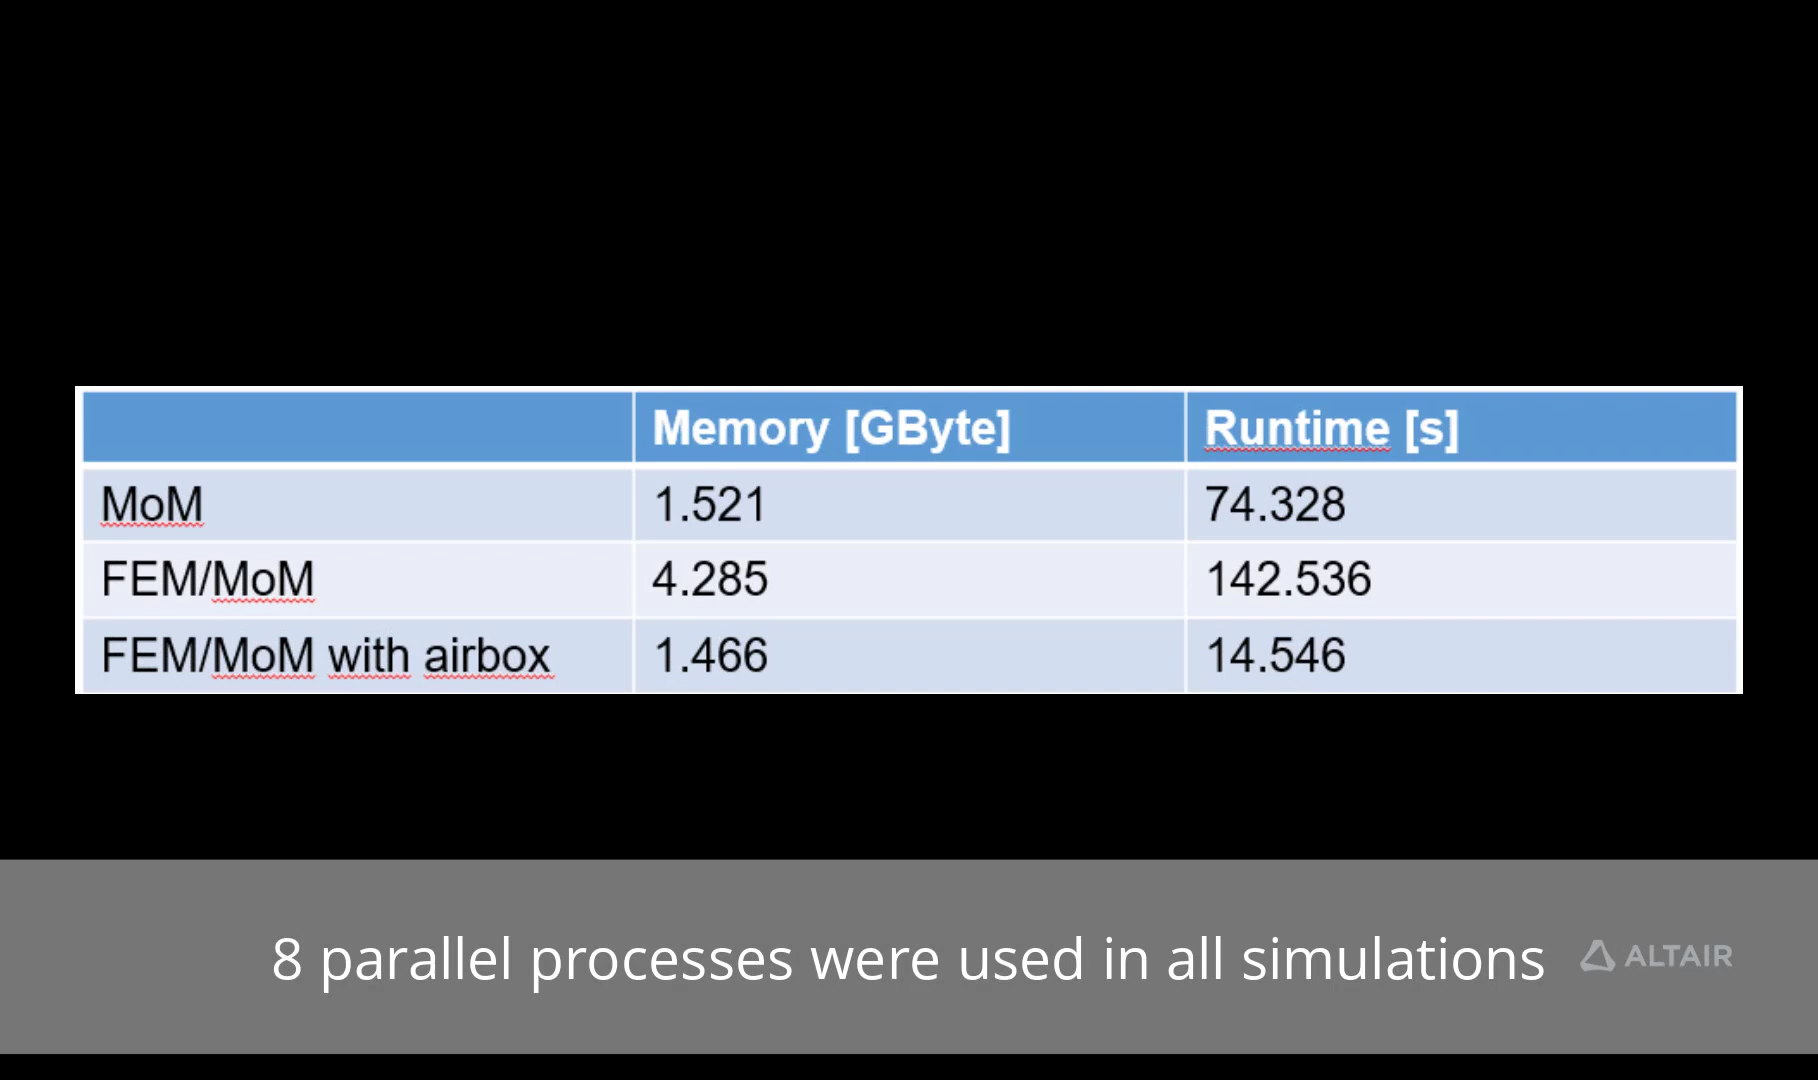 Memory [GByte] Runtime [s]
MoM 1.521 74.328
FEM/MoM 4.285 142.536
FEM/MoM with airbox 1.466 14.546
8 parallel processes were used in all simulations
ALTAIR